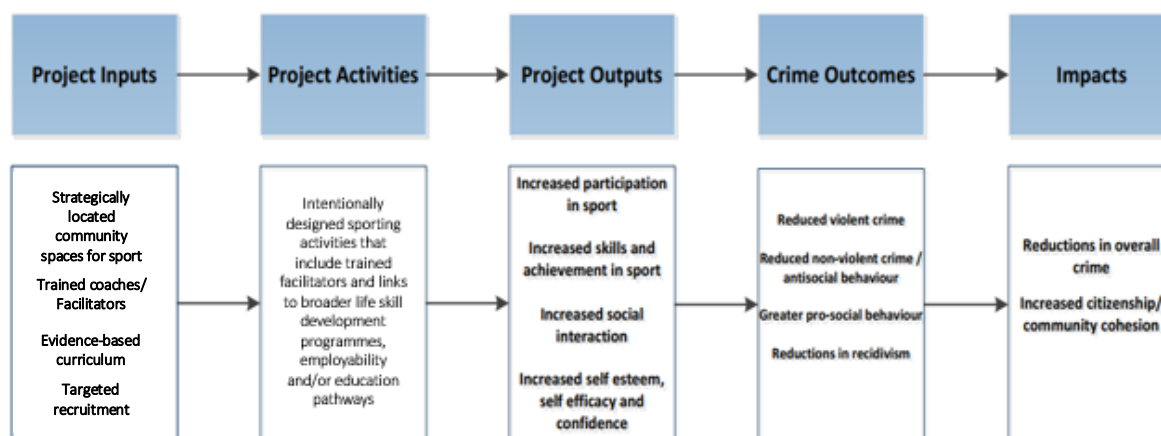 Project Inputs
Project Activities
Project Outputs
Crime Outcomes
Impacts
Strategically
located
community
spaces for sport
Trained coaches/
Facilitators
Evidence-based
curriculum
Targeted
recruitment
Intentionally
designed sporting
activities that
include trained
facilitators and links
to broader life skill
development
programmes,
employability
and/or education
pathways
Increased participation
in sport
Increased skills and
achievement in sport
Increased social
interaction
Increased self esteem,
self efficacy and
confidence
Reduced violent crime
Reduced non-violent crime /
antisocial behaviour
Greater pro-social behaviour
Reductions in recidivism
Reductions in overall
crime
Increased citizenship/
community cohesion